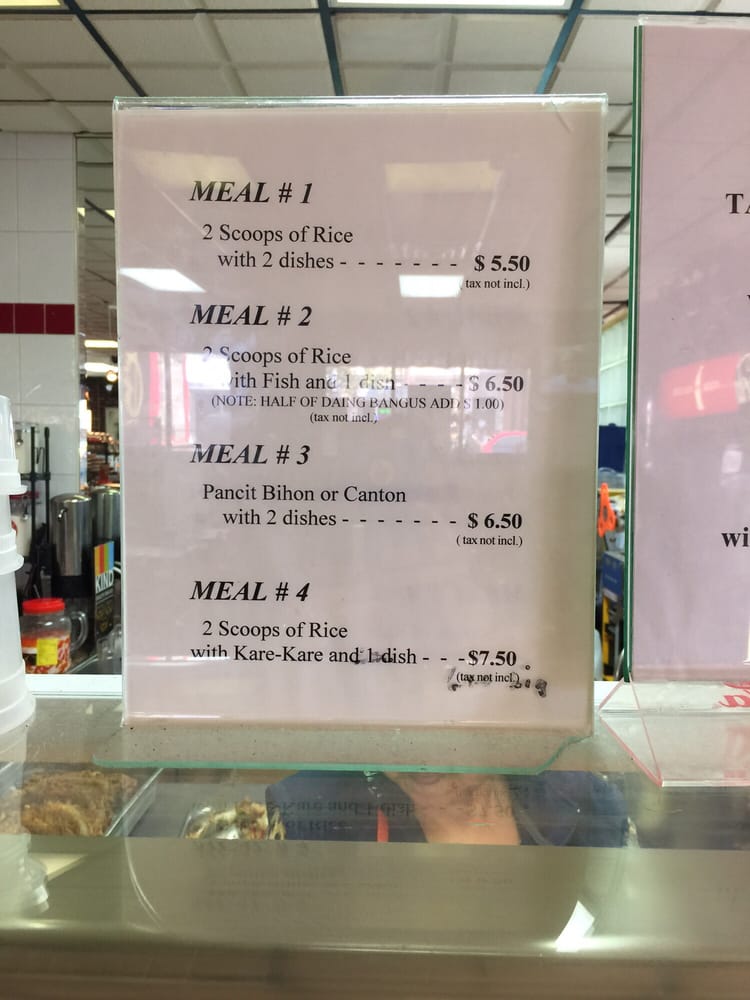 MEAL # 1
2 Scoops of Rice
with 2 dishes - - - - - - - $ 5.50
(tax not incl.)
MEAL # 2
2 Scoops of Rice
with Fish and 1 dish - - - - - $ 6.50
(NOTE: HALF OF DAING BANGUS ADD $ 1.00)
(tax not incl.)
MEAL # 3
Pancit Bihon or Canton
with 2 dishes - - - - - - - $ 6.50
( tax not incl.)
MEAL # 4
2 Scoops of Rice
with Kare-Kare and 1 dish - - -$7.50
(tax not incl.)
KIND